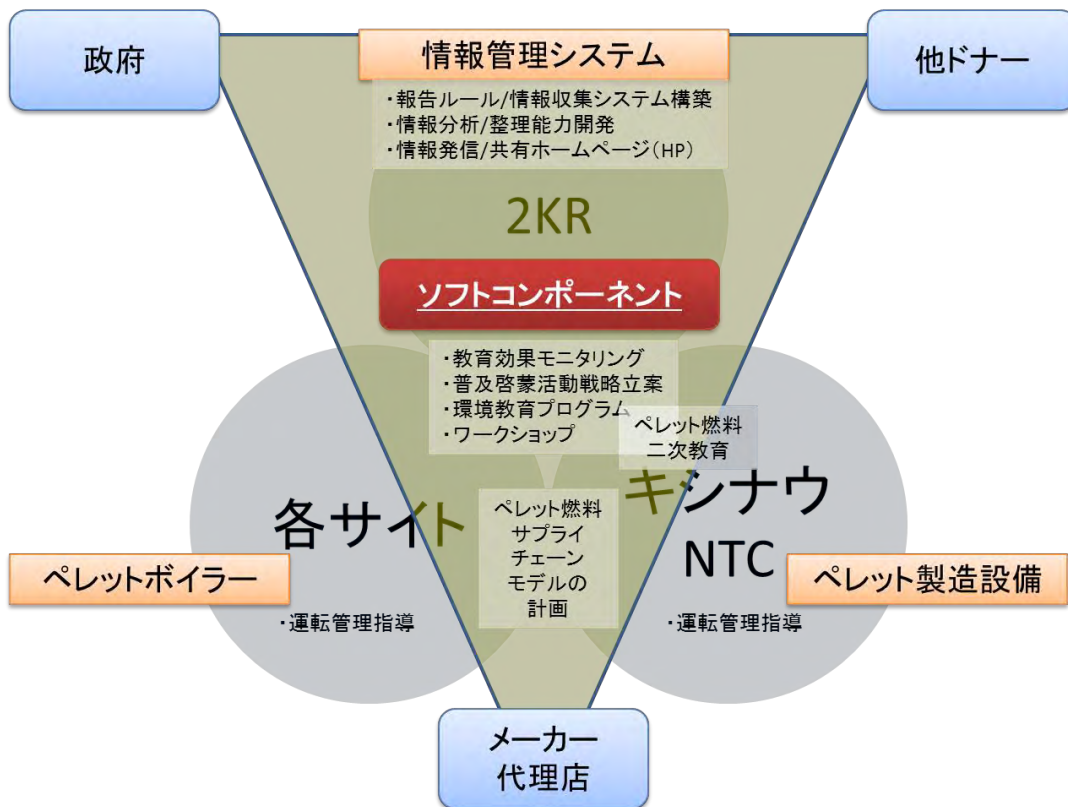 政府
情報管理システム
他ドナー
・報告ルール/情報収集システム構築
・情報分析/整理能力開発
・情報発信/共有ホームページ(HP)
2KR
ソフトコンポーネント
・教育効果モニタリング
・普及啓蒙活動戦略立案
・環境教育プログラム
・ワークショップ
ペレット燃料
二次教育
各サイト
キシナウ
NTC
ペレット燃料
サプライ
チェーン
モデルの
計画
ペレットボイラー
ペレット製造設備
・運転管理指導
・運転管理指導
メーカー
代理店